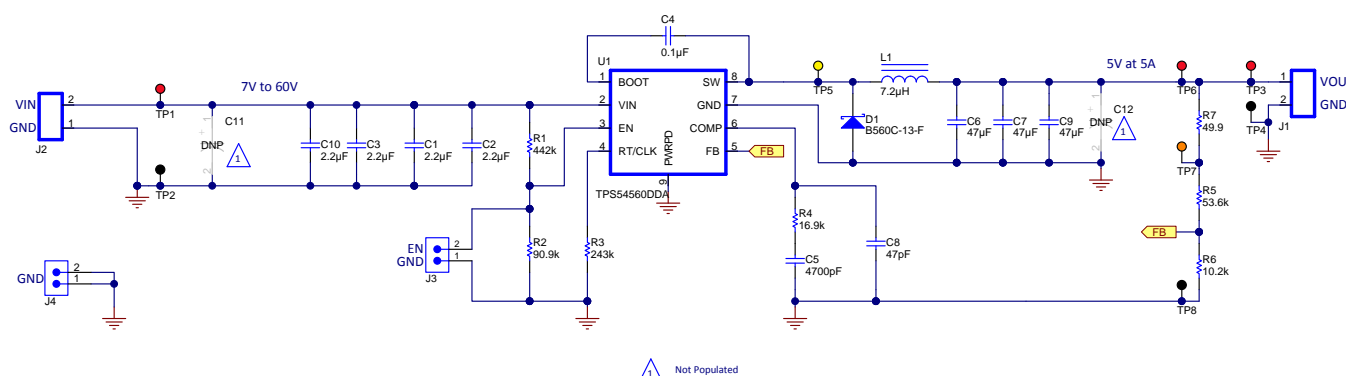 C4
0.1µF
U1
1 BOOT SW 8
2 VIN GND 7
3 EN COMP 6
4 RT/CLK FB 5
PWRPD
9
TPS54560DDA
FB
VIN 2
GND 1
J2
TP1
TP2
7V to 60V
C11
DNP
1
2
1
C10
2.2µF
C3
2.2µF
C1
2.2µF
C2
2.2µF
R1
442k
R2
90.9k
R3
243k
EN 2
GND 1
J3
GND 2
1
J4
TP5
L1
7.2µH
D1
B560C-13-F
C6
47µF
C7
47µF
C9
47µF
5V at 5A
C12
DNP
1
2
1
TP6
TP3
1 VOU
2 GND
J1
TP4
R7
49.9
TP7
R5
53.6k
FB
R6
10.2k
TP8
R4
16.9k
C5
4700pF
C8
47pF
1 Not Populated